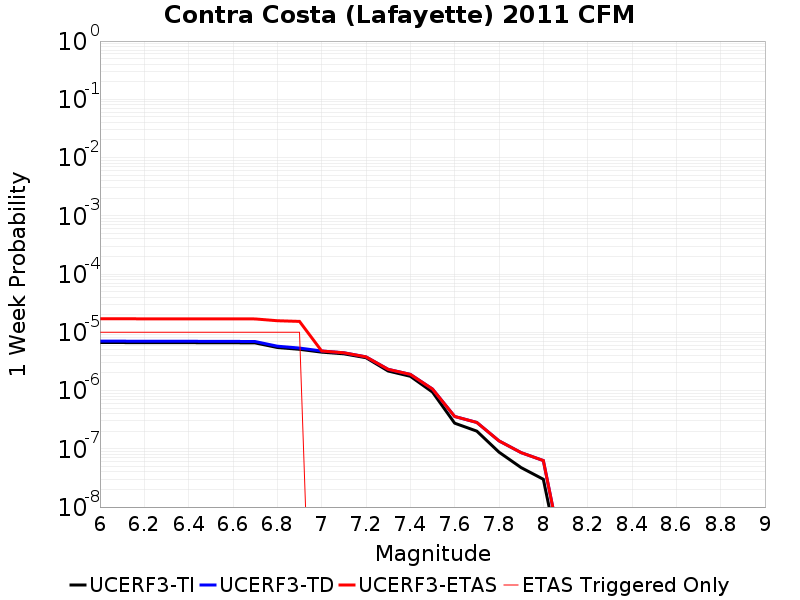 Contra Costa (Lafayette) 2011 CFM
1 Week Probability
10^0
10^-1
10^-2
10^-3
10^-4
10^-5
10^-6
10^-7
10^-8
6 6.2 6.4 6.6 6.8 7 7.2 7.4 7.6 7.8 8 8.2 8.4 8.6 8.8 9
Magnitude
UCERF3-TI UCERF3-TD UCERF3-ETAS ETAS Triggered Only